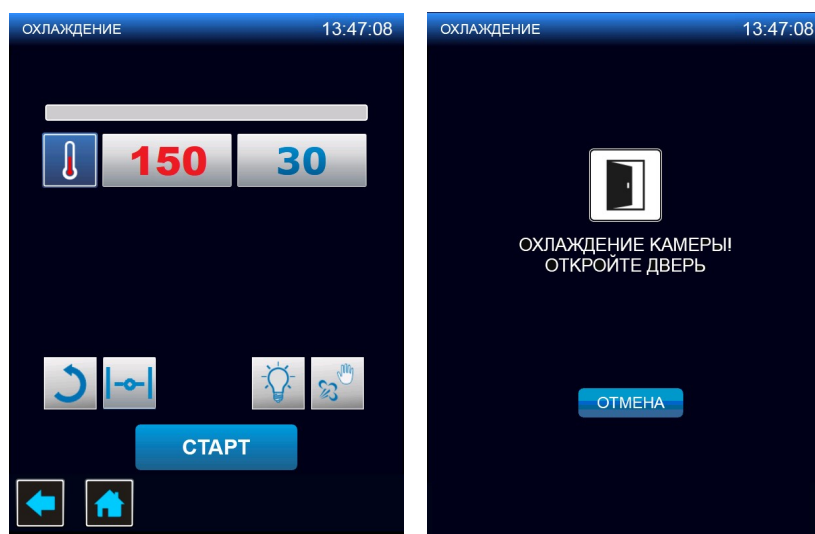 ОХЛАЖДЕНИЕ 13:47:08
150 30
СТАРТ
ОХЛАЖДЕНИЕ 13:47:08
ОХЛАЖДЕНИЕ КАМЕРЫ!
ОТКРОЙТЕ ДВЕРЬ
ОТМЕНА